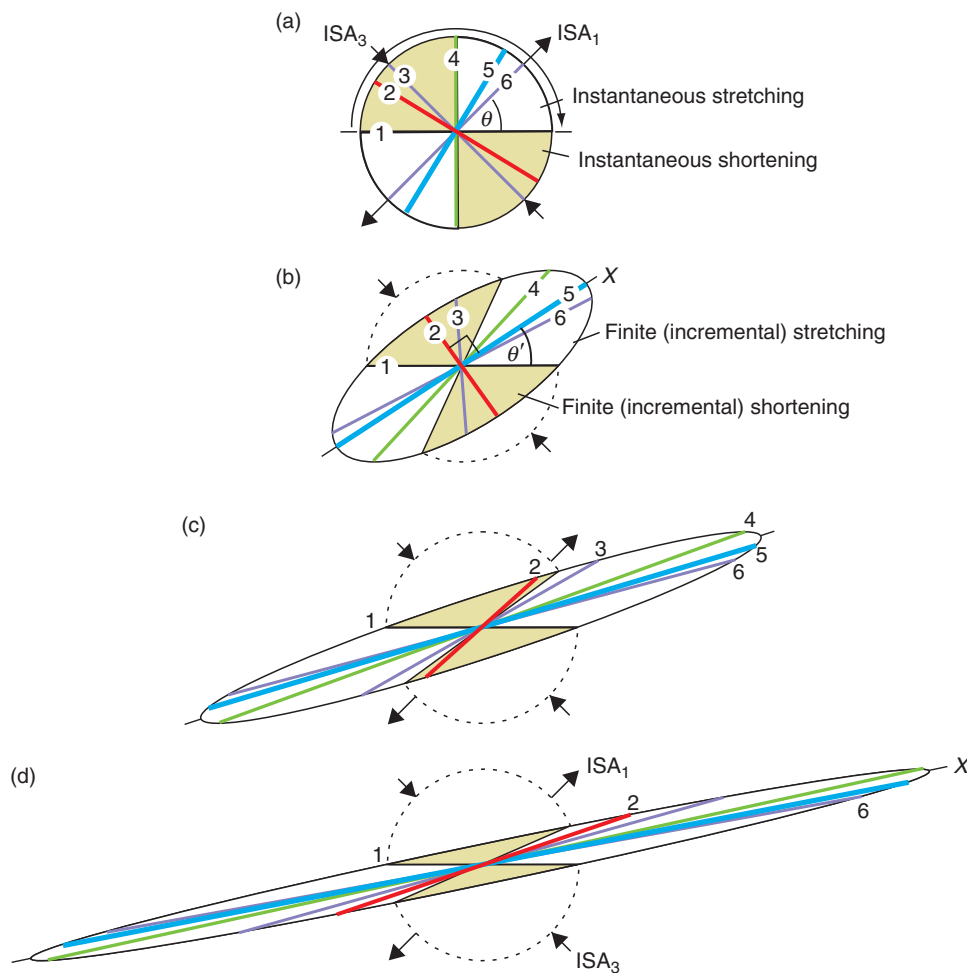 (a)
ISA₃
ISA₁
4
3
5
2
6
1
θ
Instantaneous stretching
Instantaneous shortening
(b)
X
4
5
3
6
2
1
θ′
Finite (incremental) stretching
Finite (incremental) shortening
(c)
4
3
2
5
6
1
(d)
ISA₁
X
2
6
1
ISA₃